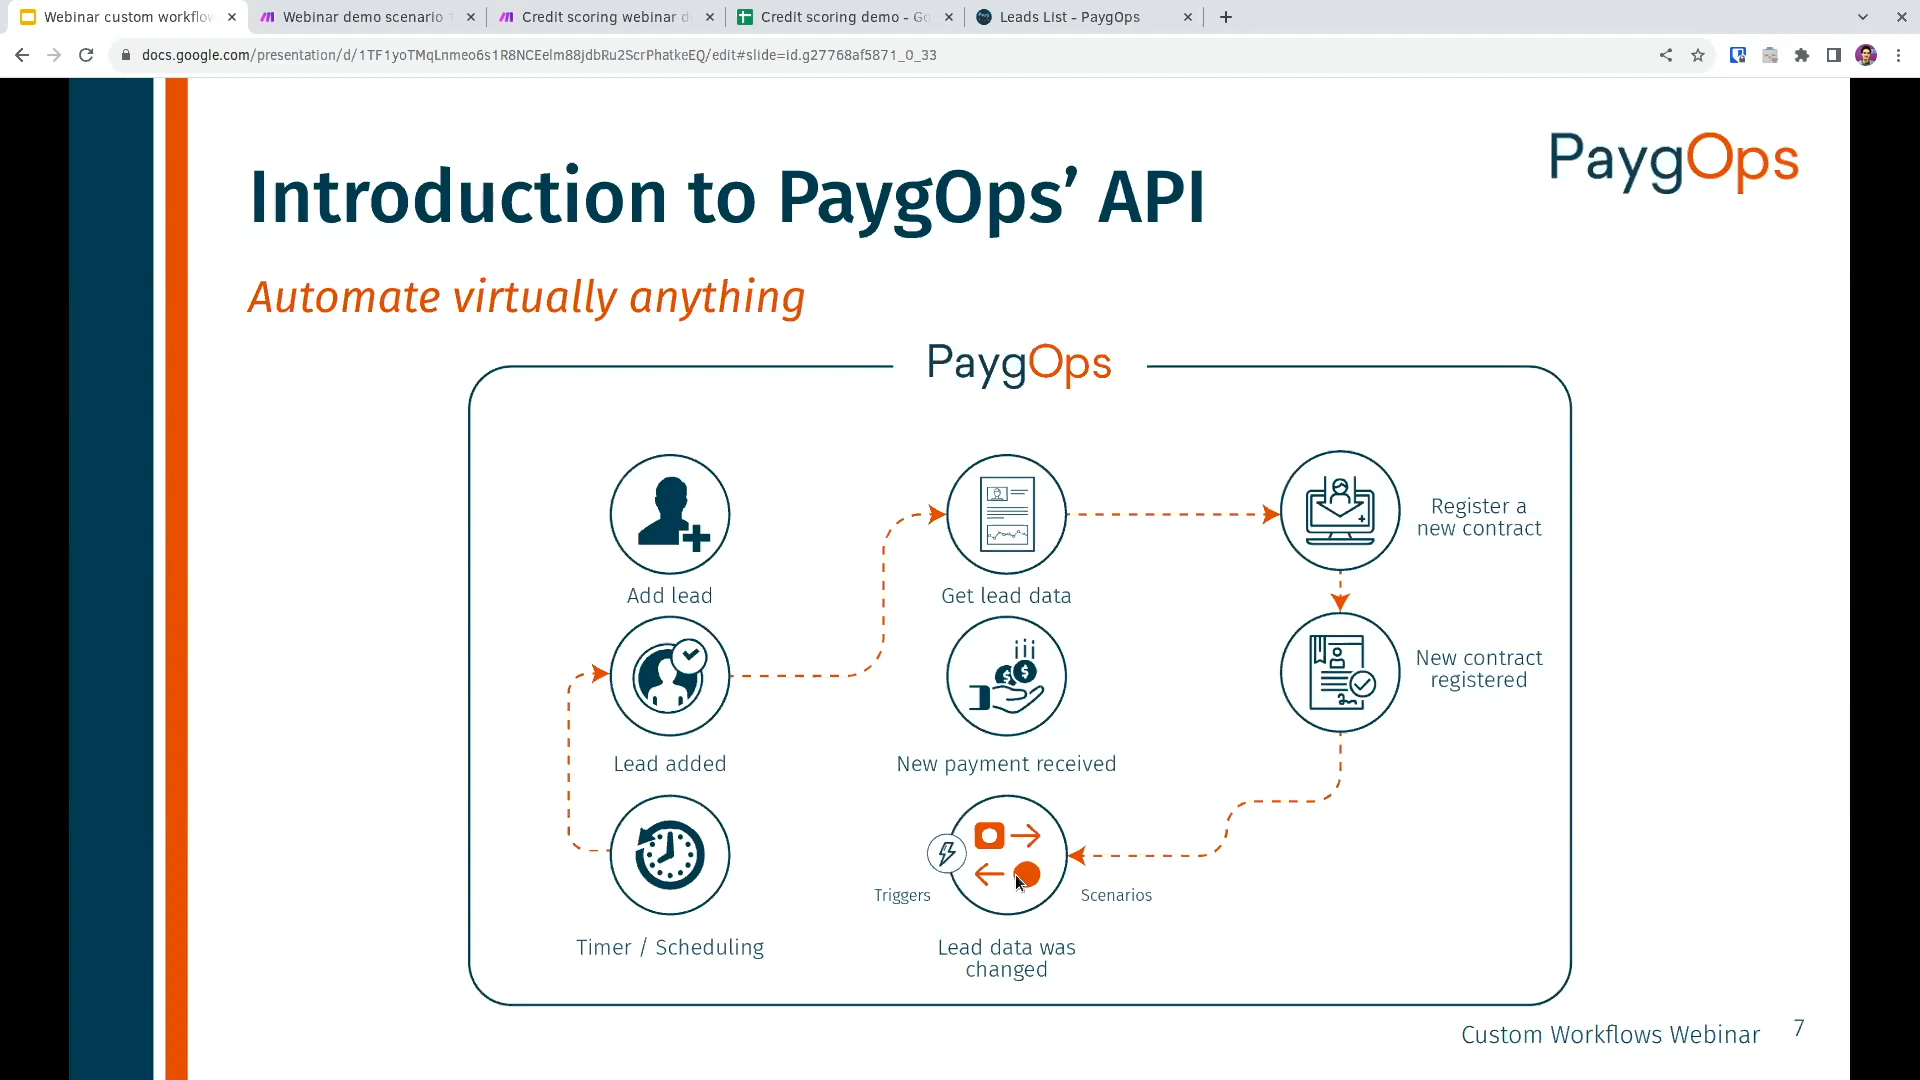 Webinar custom workflow
Webinar demo scenario 1
Credit scoring webinar d
Credit scoring demo - Go
Leads List - PaygOps
docs.google.com/presentation/d/1TF1yoTMqLnmeo6s1R8NCEelm88jdbRu2ScrPhatkeEQ/edit#slide=id.g27768af5871_0_33
PaygOps
Introduction to PaygOps’ API
Automate virtually anything
PaygOps
Add lead
Get lead data
Register a
new contract
Lead added
New payment received
New contract
registered
Timer / Scheduling
Triggers
Scenarios
Lead data was
changed
Custom Workflows Webinar
7